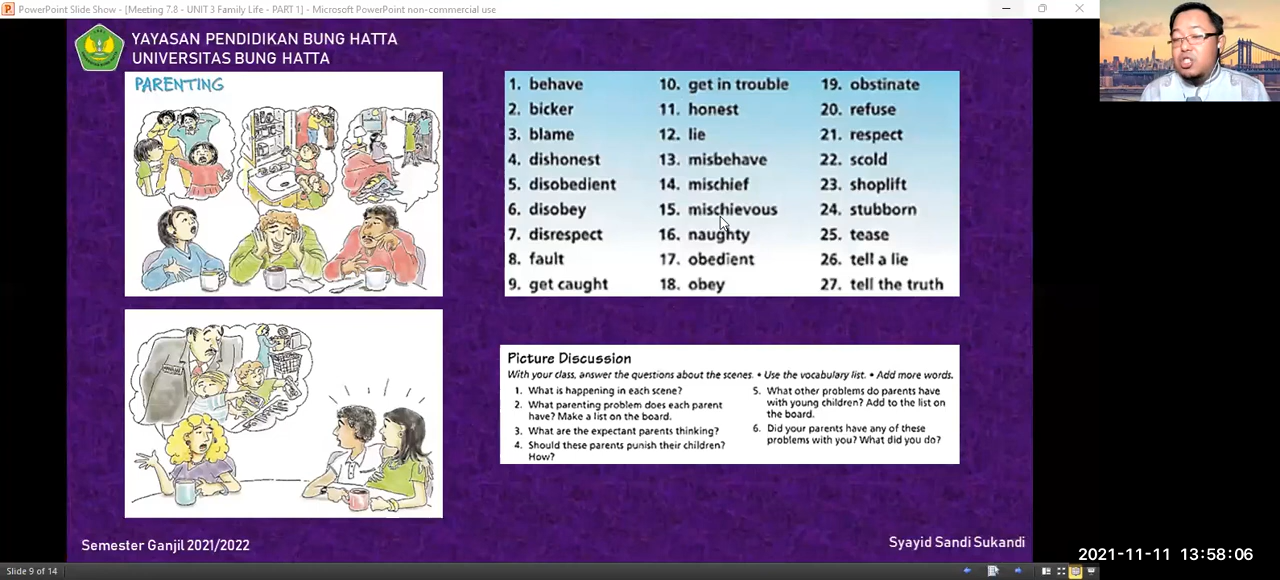 PowerPoint Slide Show - [Meeting 7.8 - UNIT 3 Family Life - PART 1] - Microsoft PowerPoint non-commercial use
YAYASAN PENDIDIKAN BUNG HATTA
UNIVERSITAS BUNG HATTA
PARENTING
1. behave
2. bicker
3. blame
4. dishonest
5. disobedient
6. disobey
7. disrespect
8. fault
9. get caught
10. get in trouble
11. honest
12. lie
13. misbehave
14. mischief
15. mischievous
16. naughty
17. obedient
18. obey
19. obstinate
20. refuse
21. respect
22. scold
23. shoplift
24. stubborn
25. tease
26. tell a lie
27. tell the truth
Picture Discussion
With your class, answer the questions about the scenes. • Use the vocabulary list. • Add more words.
1. What is happening in each scene?
2. What parenting problem does each parent
have? Make a list on the board.
3. What are the expectant parents thinking?
4. Should these parents punish their children?
How?
5. What other problems do parents have
with young children? Add to the list on
the board.
6. Did your parents have any of these
problems with you? What did you do?
Semester Ganjil 2021/2022
Syayid Sandi Sukandi
2021-11-11 13:58:06
Slide 9 of 14